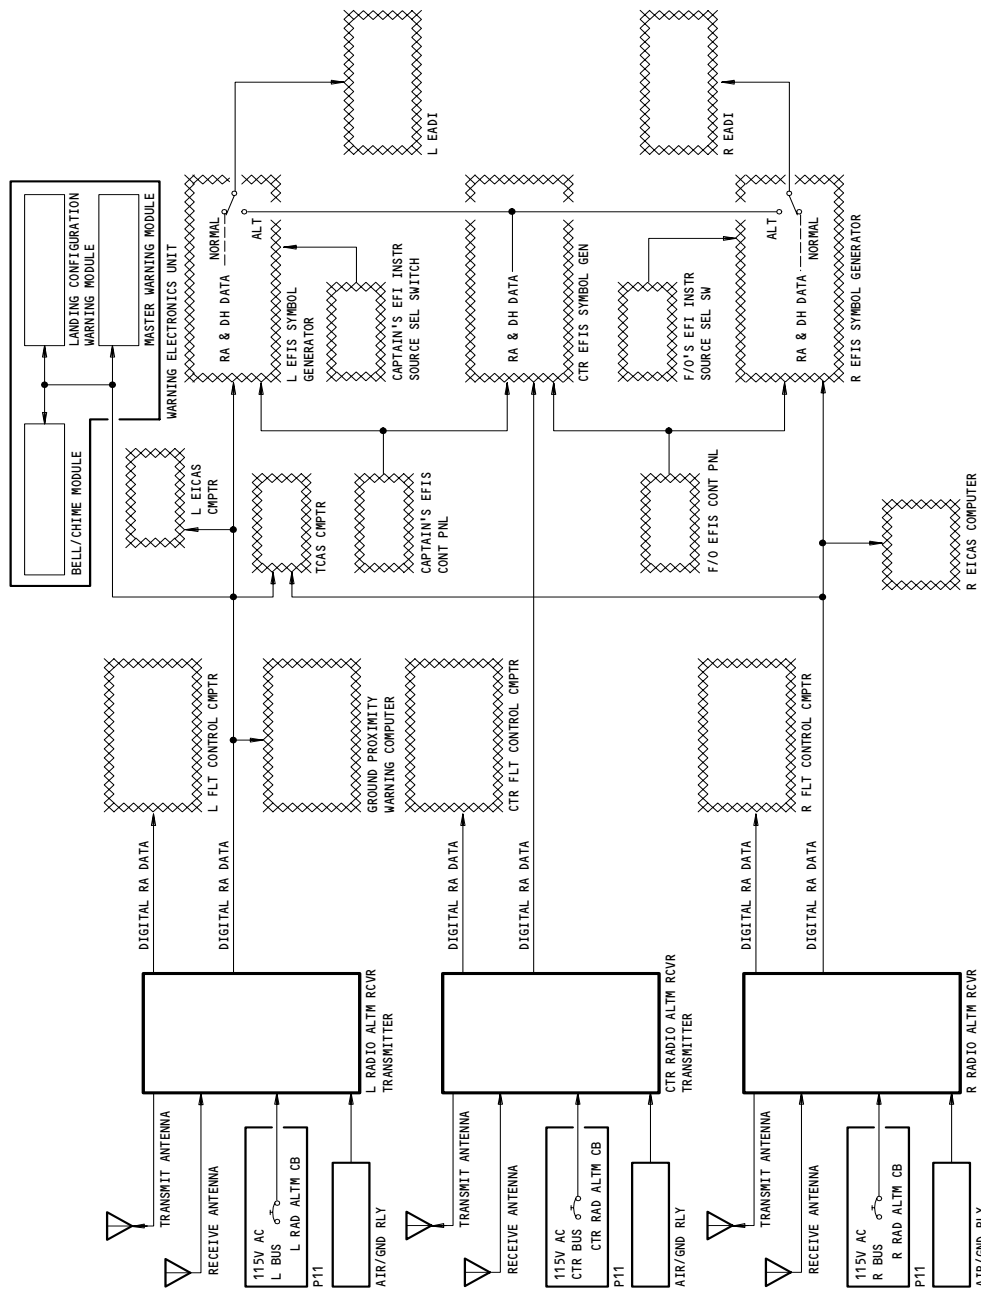 TRANSMIT ANTENNA
RECEIVE ANTENNA
115V AC
L BUS
L RAD ALTM CB
P11
AIR/GND RLY
L RADIO ALTM RCVR
TRANSMITTER
DIGITAL RA DATA
DIGITAL RA DATA
L FLT CONTROL CMPTR
GROUND PROXIMITY
WARNING COMPUTER
BELL/CHIME MODULE
LANDING CONFIGURATION
WARNING MODULE
MASTER WARNING MODULE
WARNING ELECTRONICS UNIT
L EICAS
CMPTR
TCAS CMPTR
RA & DH DATA
NORMAL
ALT
L EFIS SYMBOL
GENERATOR
CAPTAIN'S EFI INSTR
SOURCE SEL SWITCH
CAPTAIN'S EFIS
CONT PNL
L EADI
TRANSMIT ANTENNA
RECEIVE ANTENNA
115V AC
CTR BUS
CTR RAD ALTM CB
P11
AIR/GND RLY
CTR RADIO ALTM RCVR
TRANSMITTER
DIGITAL RA DATA
DIGITAL RA DATA
CTR FLT CONTROL CMPTR
RA & DH DATA
CTR EFIS SYMBOL GEN
F/O'S EFI INSTR
SOURCE SEL SW
F/O EFIS CONT PNL
R EADI
TRANSMIT ANTENNA
RECEIVE ANTENNA
115V AC
R BUS
R RAD ALTM CB
P11
AIR/GND RLY
R RADIO ALTM RCVR
DIGITAL RA DATA
DIGITAL RA DATA
R FLT CONTROL CMPTR
ALT
RA & DH DATA
NORMAL
R EFIS SYMBOL GENERATOR
R EICAS COMPUTER